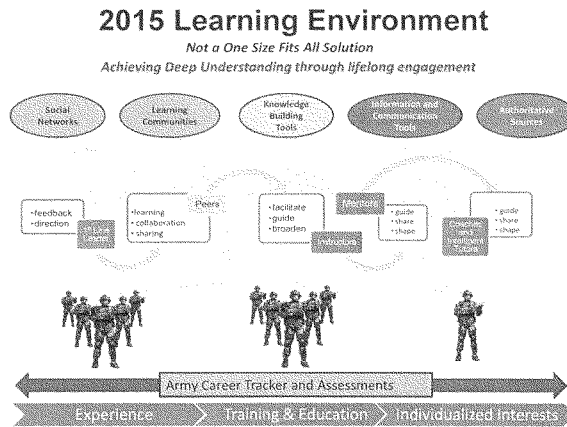 2015 Learning Environment
Not a One Size Fits All Solution
Achieving Deep Understanding through lifelong engagement
Social
Networks
Learning
Communities
Knowledge
Building
Tools
Information and
Communication
Tools
Authoritative
Sources
•feedback
•direction
Peers
•learning
• collaboration
• sharing
•facilitate
•guide
•broaden
Mentors
• guide
• share
• shape
• guide
• share
• shape
Army Career Tracker and Assessments
Experience
Training & Education
Individualized Interests